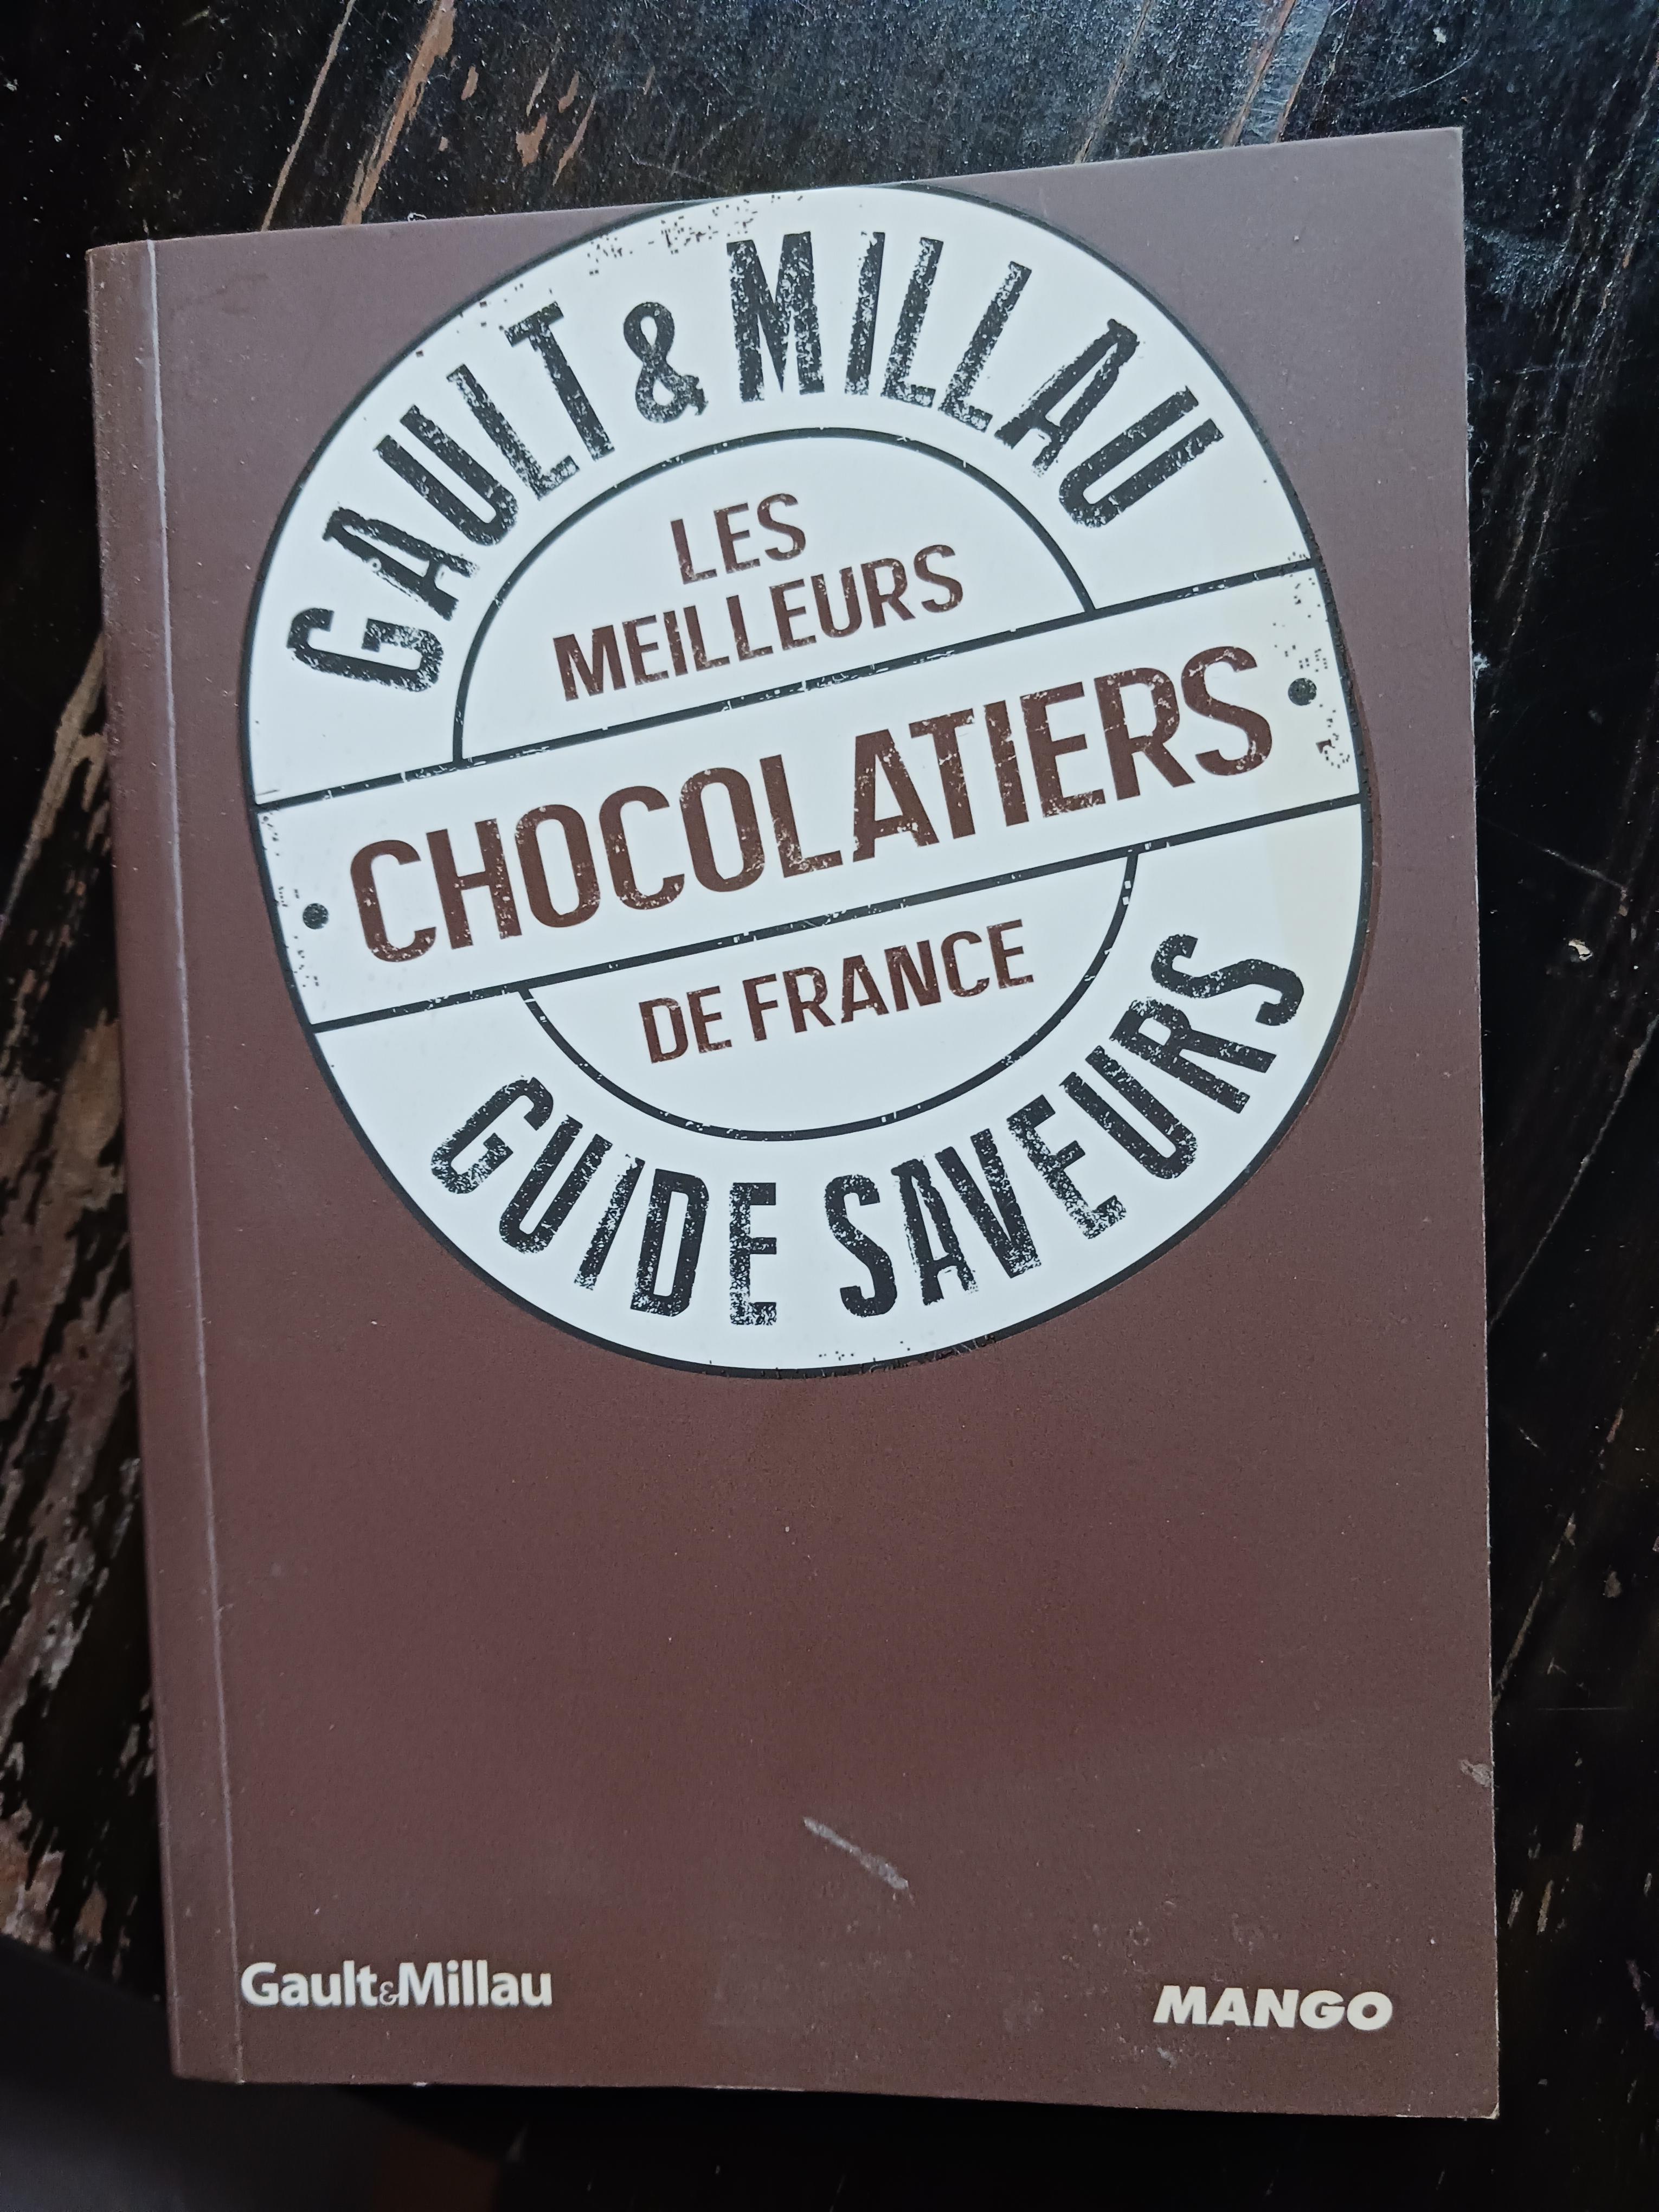 GAULT & MILLAU
LES
MEILLEURS
CHOCOLATIERS
DE FRANCE
GUIDE SAVEURS
Gault&Millau
MANGO